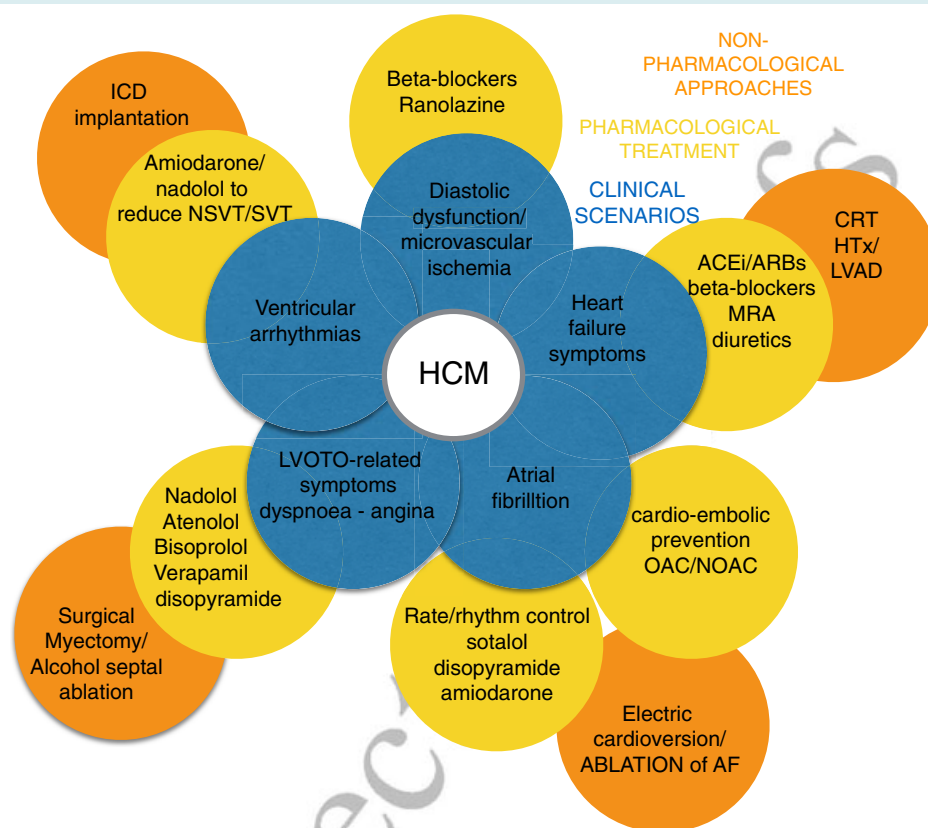 NON-
PHARMACOLOGICAL
APPROACHES
PHARMACOLOGICAL
TREATMENT
CLINICAL
SCENARIOS
ICD
implantation
Amiodarone/
nadolol to
reduce NSVT/SVT
Ventricular
arrhythmias
Beta-blockers
Ranolazine
Diastolic
dysfunction/
microvascular
ischemia
Heart
failure
symptoms
ACEi/ARBs
beta-blockers
MRA
diuretics
CRT
HTx/
LVAD
HCM
LVOTO-related
symptoms
dyspnoea - angina
Nadolol
Atenolol
Bisoprolol
Verapamil
disopyramide
Surgical
Myectomy/
Alcohol septal
ablation
Atrial
fibrilltion
cardio-embolic
prevention
OAC/NOAC
Rate/rhythm control
sotalol
disopyramide
amiodarone
Electric
cardioversion/
ABLATION of AF